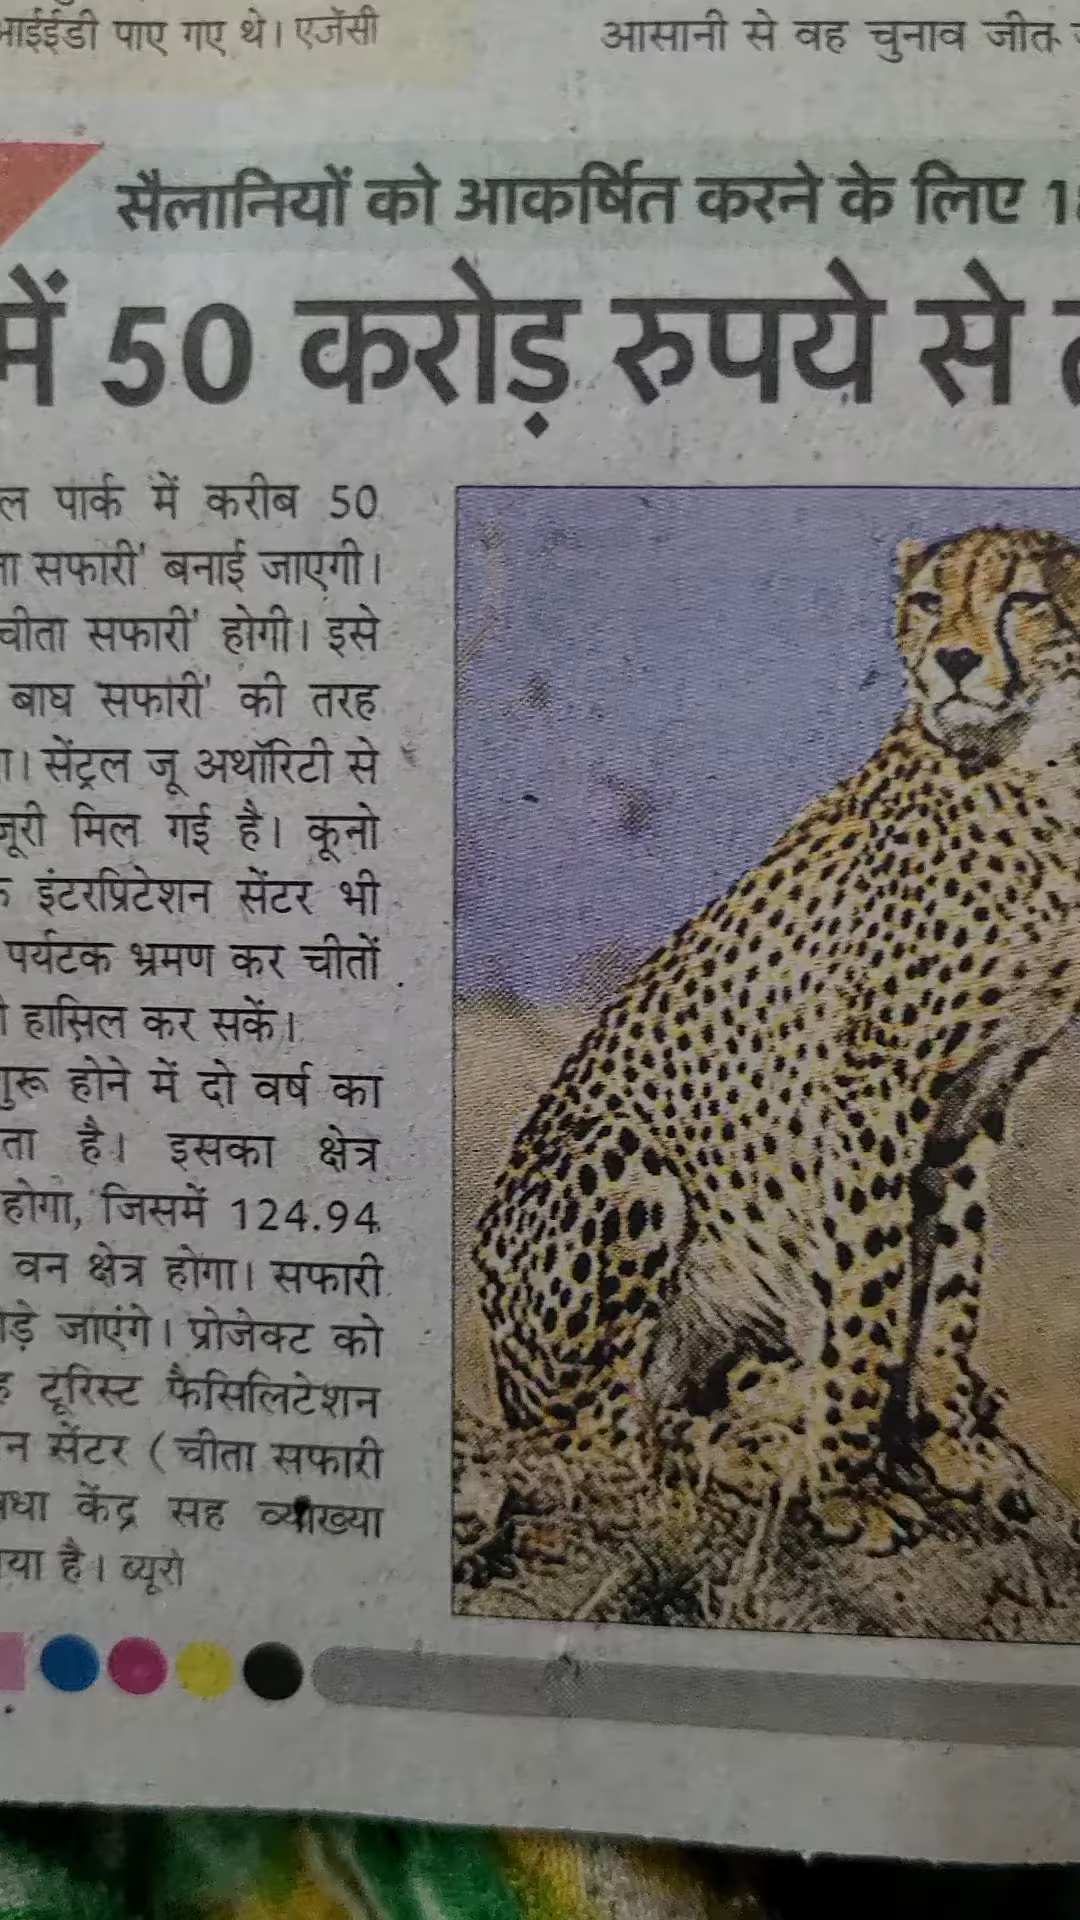 पाए गए थे। एजेंसी
आसानी से वह चुनाव जीत
सैलानियों को आकर्षित करने के लिए
में 50 करोड़ रुपये से
पार्क में करीब 50
सफारी' बनाई जाएगी।
चीता सफारी' होगी। इसे
बाघ सफारी' की तरह
सेंट्रल जू अथॉरिटी से
मिल गई है। कूनो
इंटरप्रिटेशन सेंटर भी
पर्यटक भ्रमण कर चीतों
हासिल कर सकें।
होने में दो वर्ष का
है। इसका क्षेत्र
होगा, जिसमें 124.94
वन क्षेत्र होगा। सफारी
जाएंगे। प्रोजेक्ट को
टूरिस्ट फैसिलिटेशन
सेंटर (चीता सफारी
केंद्र सह व्याख्या
है। ब्यूरो